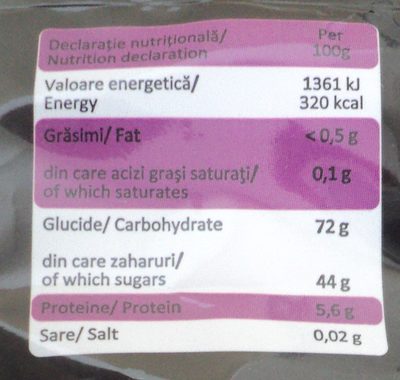 Declarație nutrițională/ Per
Nutrition declaration 100g
Valoare energetică/ 1361 kJ
Energy 320 kcal
Grăsimi/ Fat < 0,5 g
din care acizi grași saturați/ 0,1 g
of which saturates
Glucide/ Carbohydrate 72 g
din care zaharuri/
of which sugars 44 g
Proteine/ Protein 5,6 g
Sare/ Salt 0,02 g